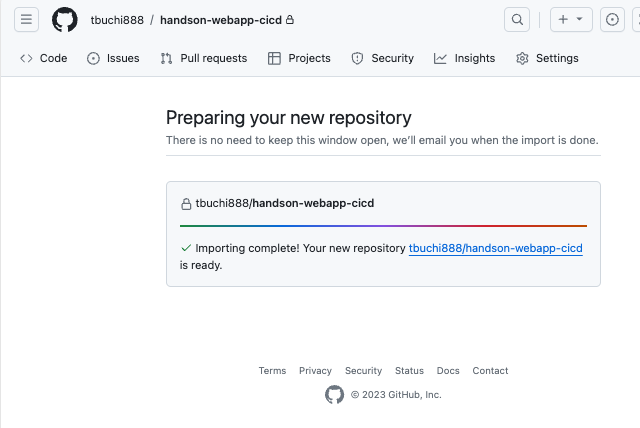 tbuchi888 / handson-webapp-cicd
Code Issues Pull requests Projects Security Insights Settings
Preparing your new repository
There is no need to keep this window open, we’ll email you when the import is done.
tbuchi888/handson-webapp-cicd
Importing complete! Your new repository tbuchi888/handson-webapp-cicd
is ready.
Terms Privacy Security Status Docs Contact
© 2023 GitHub, Inc.